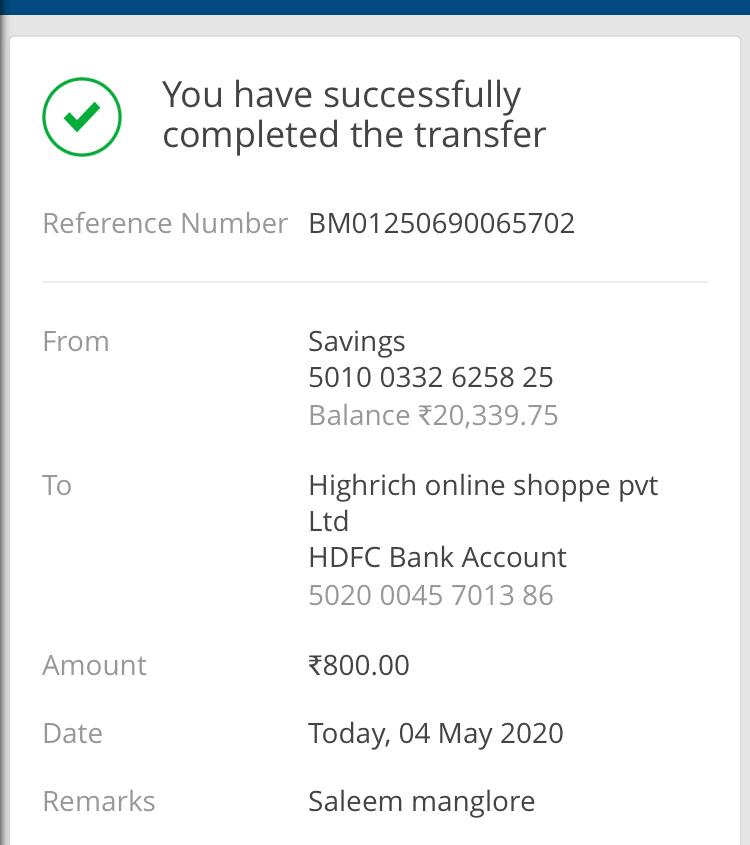 You have successfully
completed the transfer
Reference Number BM01250690065702
From Savings
5010 0332 6258 25
Balance ₹20,339.75
To Highrich online shoppe pvt
Ltd
HDFC Bank Account
5020 0045 7013 86
Amount ₹800.00
Date Today, 04 May 2020
Remarks Saleem manglore